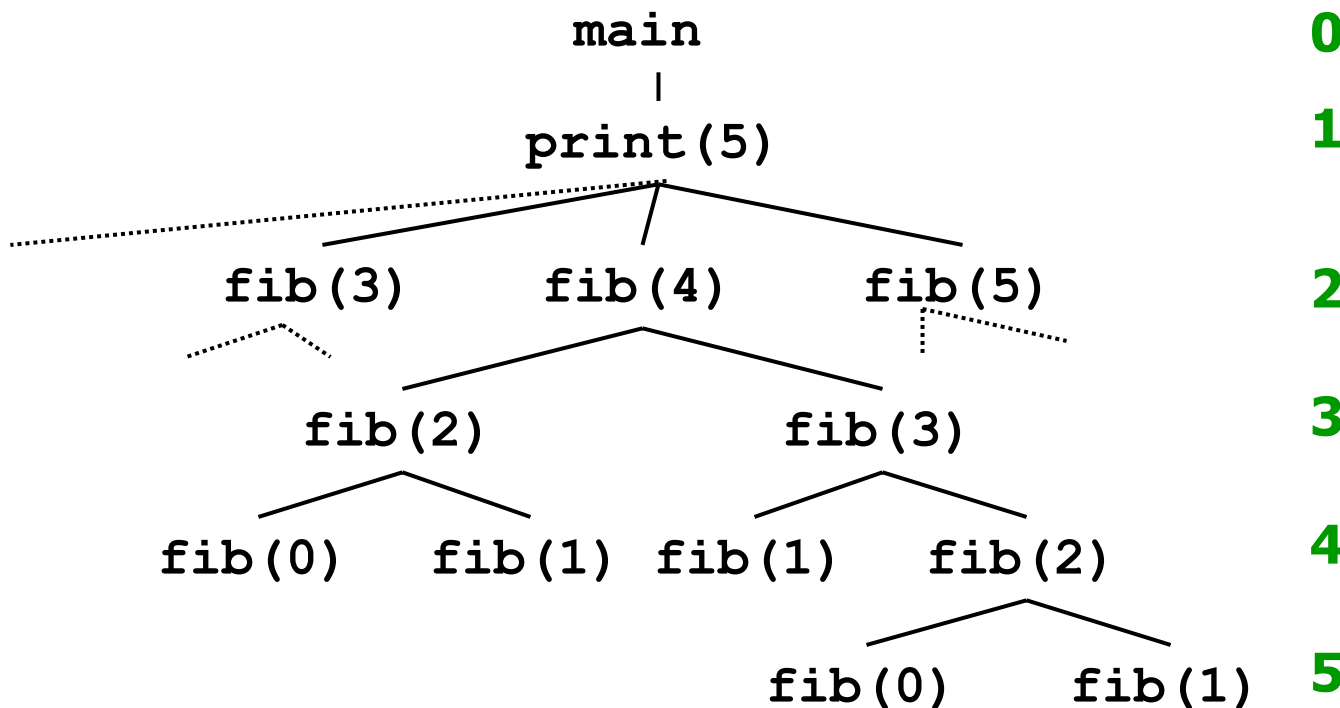 main 0
print(5) 1
fib(3) fib(4) fib(5) 2
fib(2) fib(3) 3
fib(0) fib(1) fib(1) fib(2) 4
fib(0) fib(1) 5